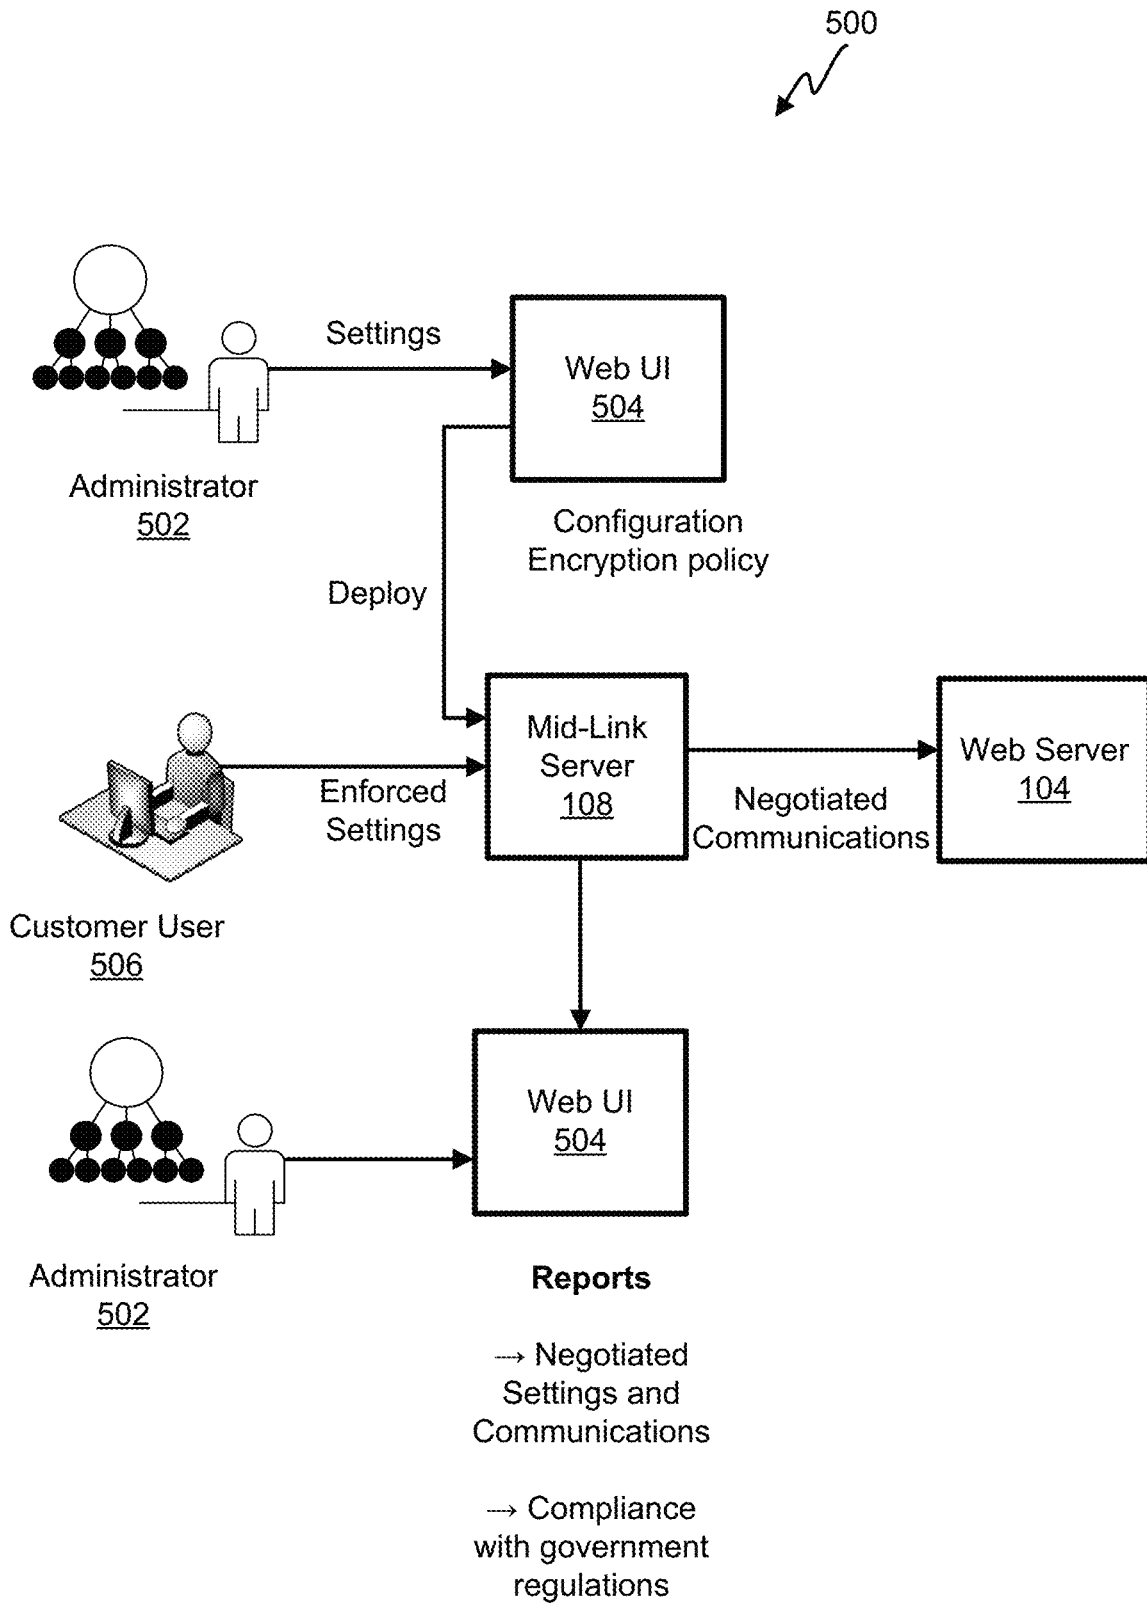 500
Settings
Web UI
504
Administrator
502
Configuration
Encryption policy
Deploy
Mid-Link
Server
108
Web Server
104
Enforced
Settings
Negotiated
Communications
Customer User
506
Web UI
504
Administrator
502
Reports
→ Negotiated
Settings and
Communications
→ Compliance
with government
regulations